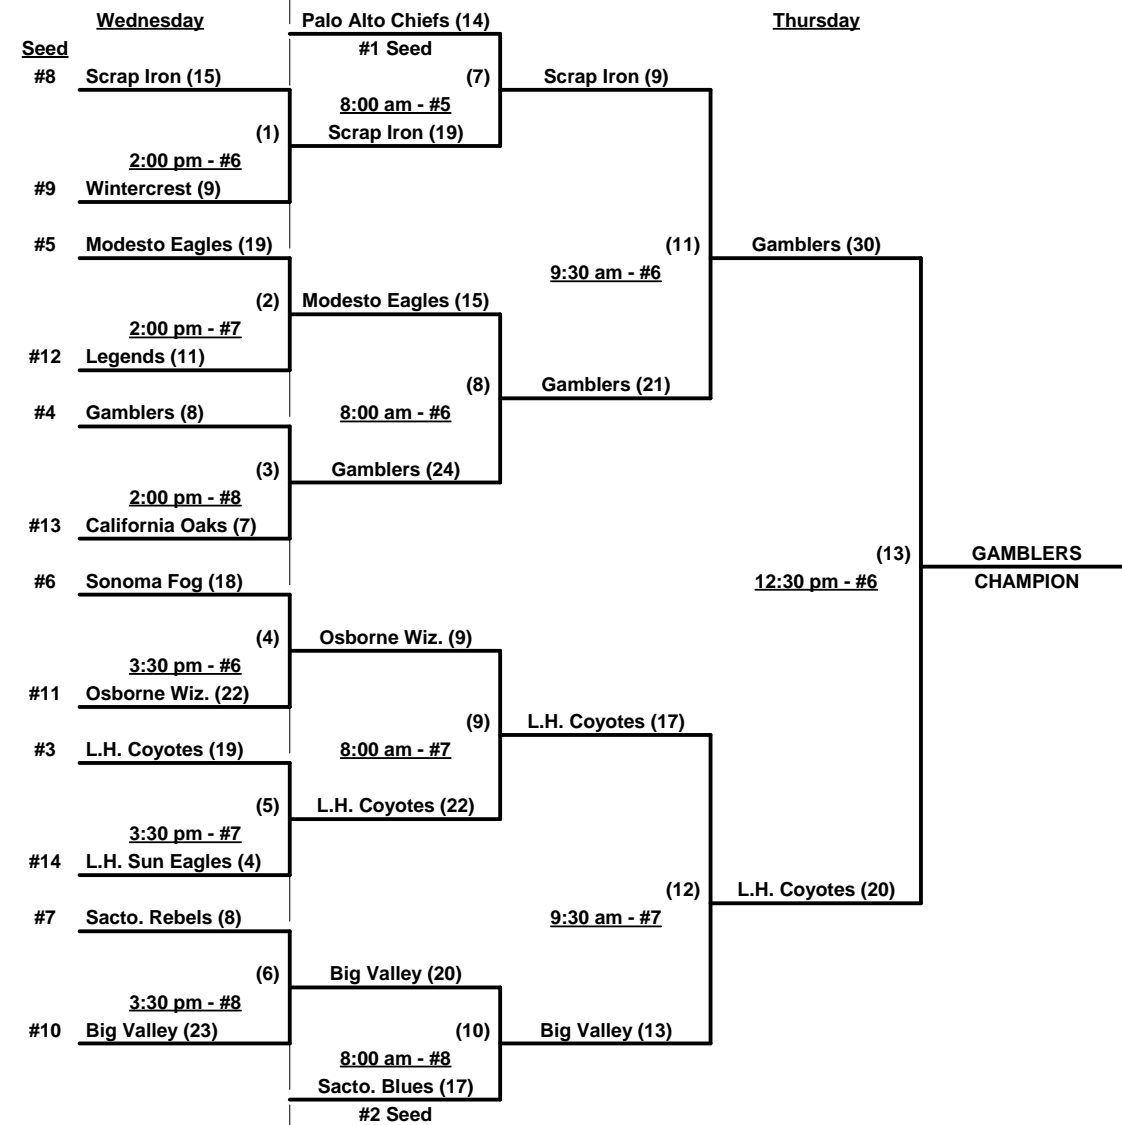 Wednesday
Palo Alto Chiefs (14)
Thursday
Seed
#1 Seed
#8 Scrap Iron (15)
(7)
Scrap Iron (9)
8:00 am - #5
(1)
Scrap Iron (19)
2:00 pm - #6
#9 Wintercrest (9)
#5 Modesto Eagles (19)
(11)
Gamblers (30)
9:30 am - #6
(2)
Modesto Eagles (15)
2:00 pm - #7
#12 Legends (11)
(8)
Gamblers (21)
#4 Gamblers (8)
8:00 am - #6
(3)
Gamblers (24)
2:00 pm - #8
#13 California Oaks (7)
(13)
GAMBLERS
#6 Sonoma Fog (18)
12:30 pm - #6
CHAMPION
(4)
Osborne Wiz. (9)
3:30 pm - #6
#11 Osborne Wiz. (22)
(9)
L.H. Coyotes (17)
#3 L.H. Coyotes (19)
8:00 am - #7
(5)
L.H. Coyotes (22)
3:30 pm - #7
#14 L.H. Sun Eagles (4)
(12)
L.H. Coyotes (20)
#7 Sacto. Rebels (8)
9:30 am - #7
(6)
Big Valley (20)
3:30 pm - #8
#10 Big Valley (23)
(10)
Big Valley (13)
8:00 am - #8
Sacto. Blues (17)
#2 Seed